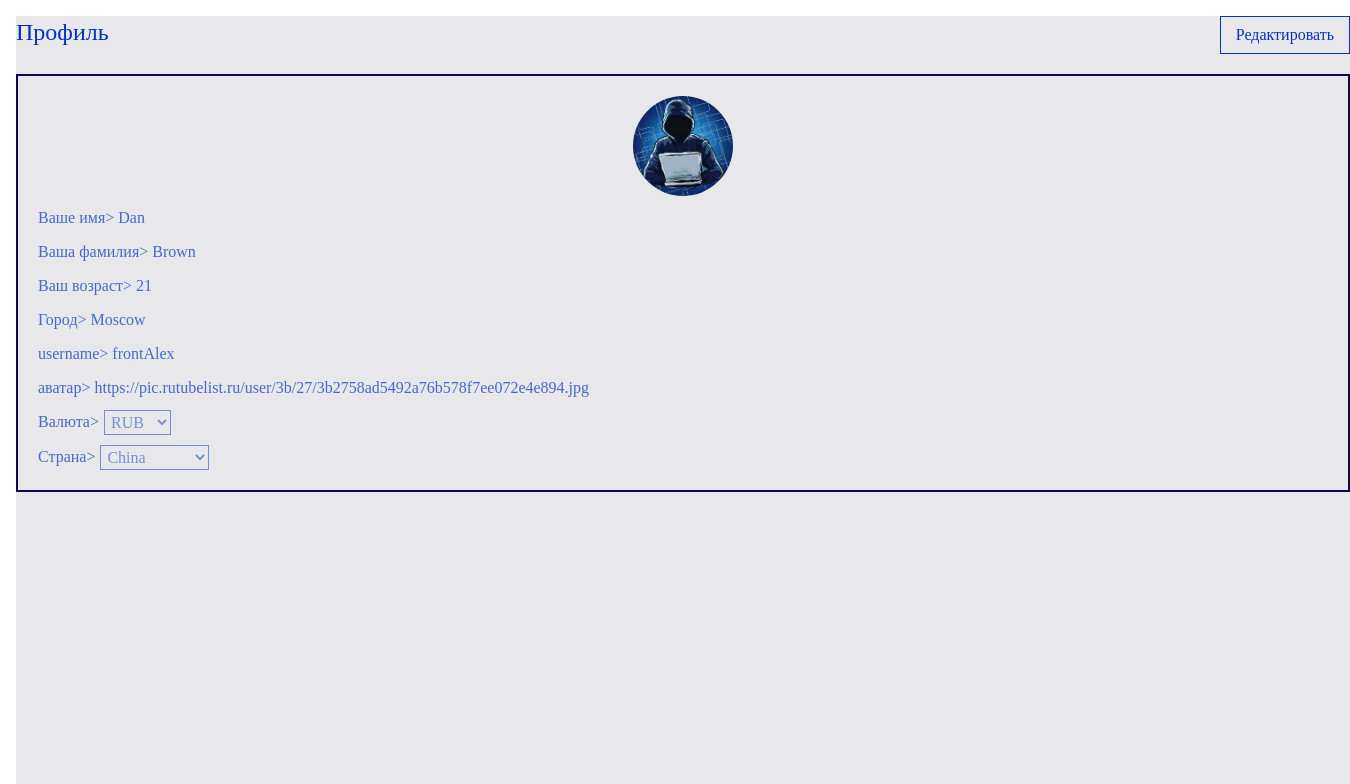 Профиль
Редактировать
Ваше имя> Dan
Ваша фамилия> Brown
Ваш возраст> 21
Город> Moscow
username> frontAlex
аватар> https://pic.rutubelist.ru/user/3b/27/3b2758ad5492a76b578f7ee072e4e894.jpg
Валюта> RUB
Страна> China